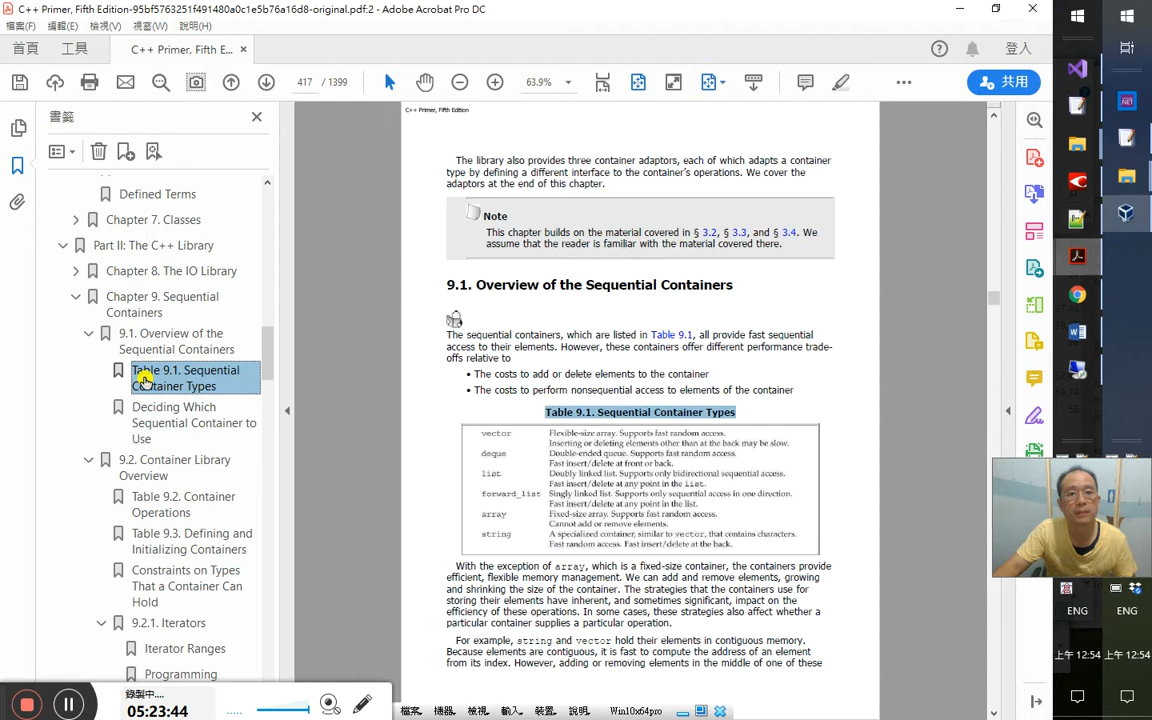 C++ Primer, Fifth Edition-95bf5763251f491480a0c1e5b76a16d8-original.pdf.2 - Adobe Acrobat Pro DC
檔案(F) 編輯(E) 檢視(V) 視窗(W) 說明(H)
首頁 工具 C++ Primer, Fifth E... × 登入
417 / 1399 63.9% 共用
書籤
Defined Terms
Chapter 7. Classes
Part II: The C++ Library
Chapter 8. The IO Library
Chapter 9. Sequential
Containers
9.1. Overview of the
Sequential Containers
Table 9.1. Sequential
Container Types
Deciding Which
Sequential Container to
Use
9.2. Container Library
Overview
Table 9.2. Container
Operations
Table 9.3. Defining and
Initializing Containers
Constraints on Types
That a Container Can
Hold
9.2.1. Iterators
Iterator Ranges
Programming
C++ Primer, Fifth Edition
The library also provides three container adaptors, each of which adapts a container
type by defining a different interface to the container's operations. We cover the
adaptors at the end of this chapter.
Note
This chapter builds on the material covered in § 3.2, § 3.3, and § 3.4. We
assume that the reader is familiar with the material covered there.
9.1. Overview of the Sequential Containers
The sequential containers, which are listed in Table 9.1, all provide fast sequential
access to their elements. However, these containers offer different performance trade-
offs relative to
• The costs to add or delete elements to the container
• The costs to perform nonsequential access to elements of the container
Table 9.1. Sequential Container Types
vector Flexible-size array. Supports fast random access.
Inserting or deleting elements other than at the back may be slow.
deque Double-ended queue. Supports fast random access.
Fast insert/delete at front or back.
list Doubly linked list. Supports only bidirectional sequential access.
Fast insert/delete at any point in the list.
forward_list Singly linked list. Supports only sequential access in one direction.
Fast insert/delete at any point in the list.
array Fixed-size array. Supports fast random access.
Cannot add or remove elements.
string A specialized container, similar to vector, that contains characters.
Fast random access. Fast insert/delete at the back.
With the exception of array, which is a fixed-size container, the containers provide
efficient, flexible memory management. We can add and remove elements, growing
and shrinking the size of the container. The strategies that the containers use for
storing their elements have inherent, and sometimes significant, impact on the
efficiency of these operations. In some cases, these strategies also affect whether a
particular container supplies a particular operation.
For example, string and vector hold their elements in contiguous memory.
Because elements are contiguous, it is fast to compute the address of an element
from its index. However, adding or removing elements in the middle of one of these
錄製中....
05:23:44
檔案 機器 檢視 輸入 裝置 說明 Win10x64pro
.NET
ENG ENG
上午 12:54 上午 12:54